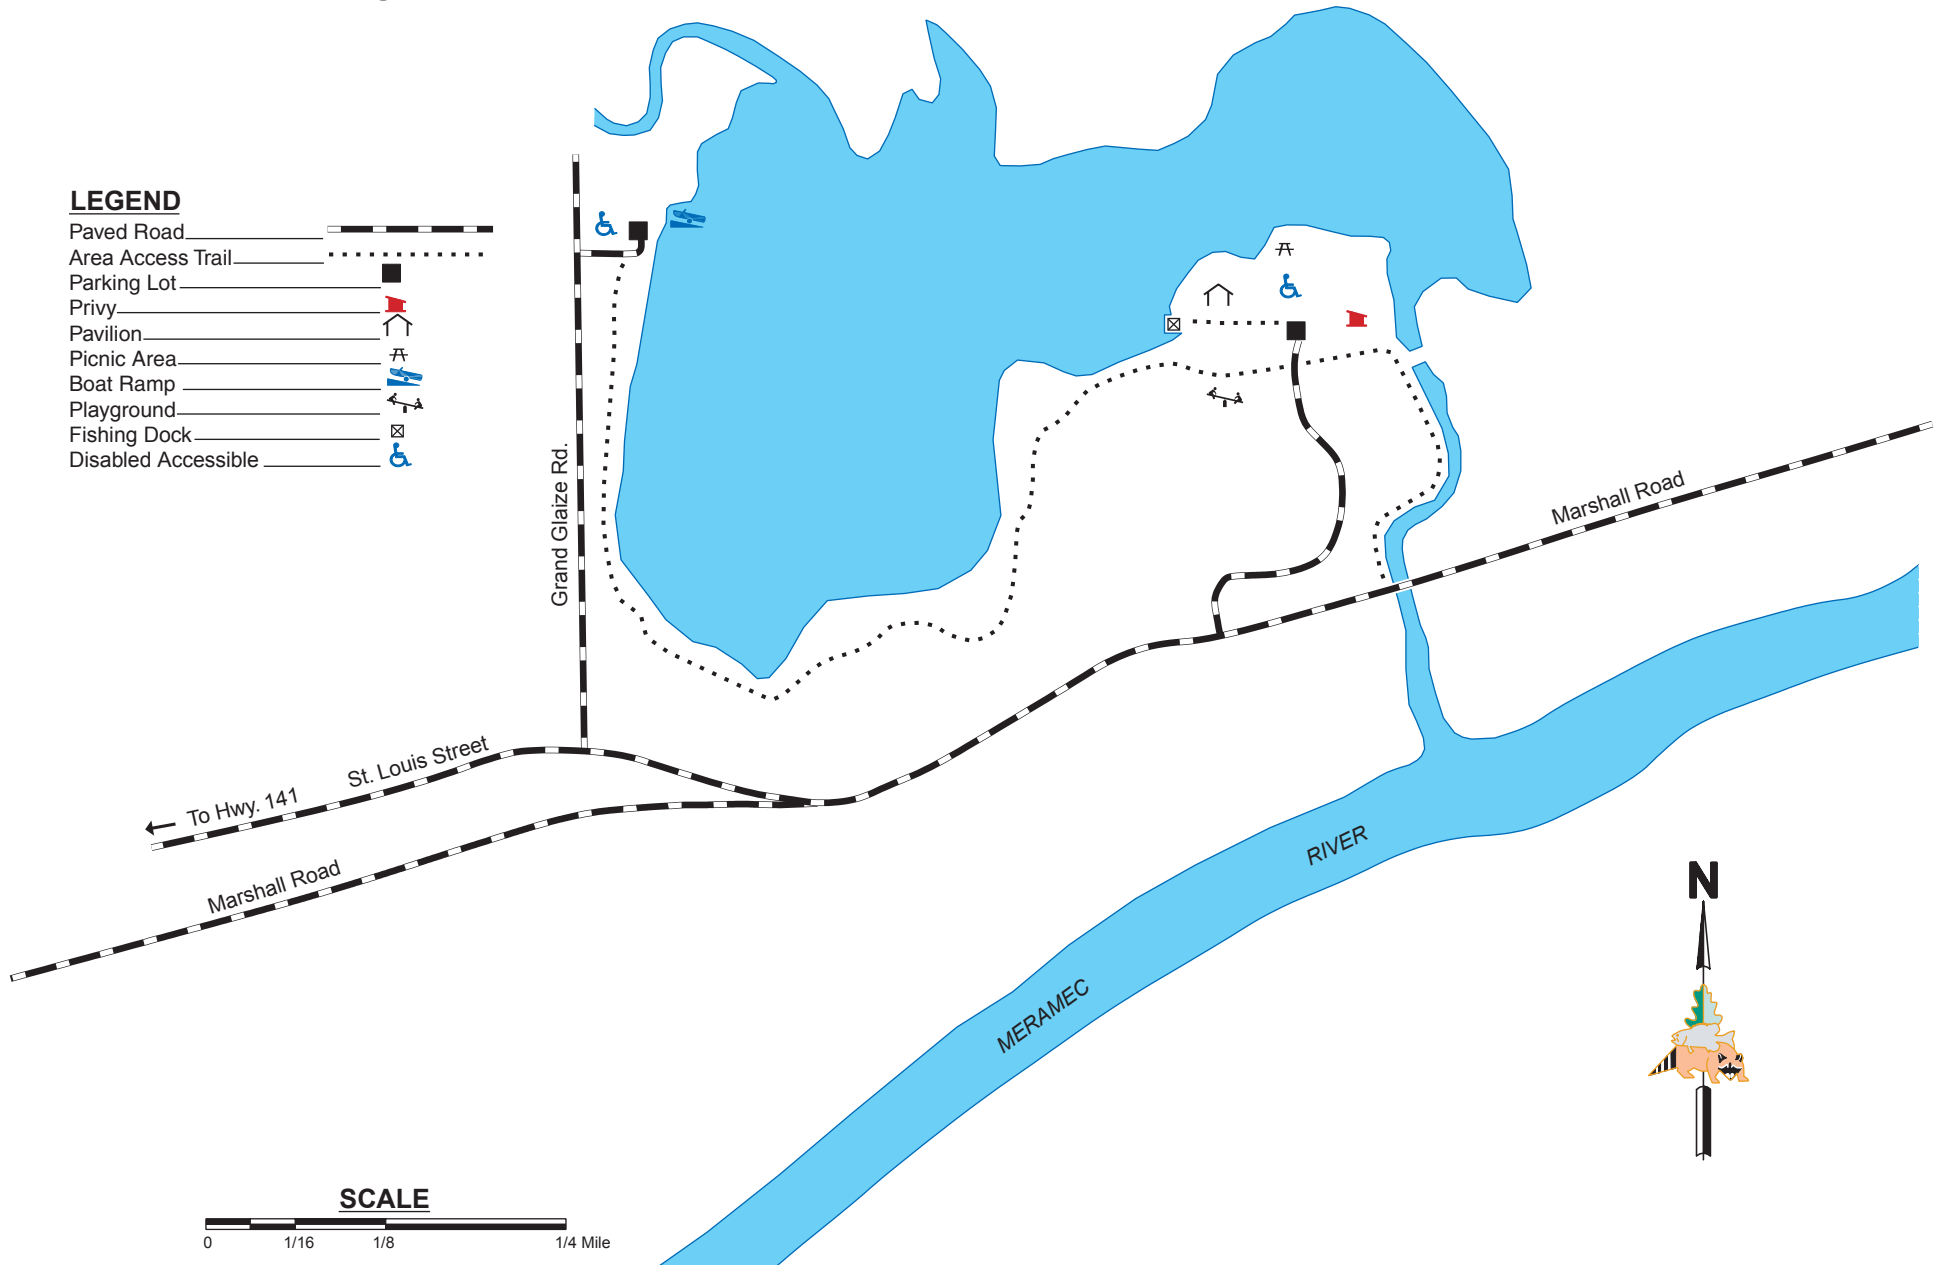 LEGEND
Paved Road
Area Access Trail
Parking Lot
Privy
Pavilion
Picnic Area
Boat Ramp
Playground
Fishing Dock
Disabled Accessible
Grand Glaize Rd.
Marshall Road
St. Louis Street
To Hwy. 141
Marshall Road
RIVER
MERAMEC
N
SCALE
0 1/16 1/8 1/4 Mile